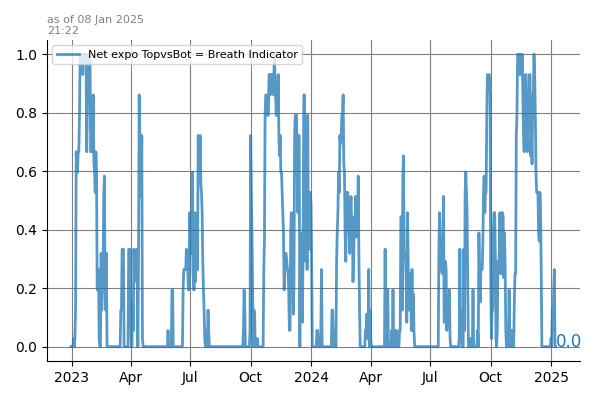 as of 08 Jan 2025
21:22
Net expo TopvsBot = Breath Indicator
1.0
0.8
0.6
0.4
0.2
0.0
0.0
2023 Apr Jul Oct 2024 Apr Jul Oct 2025